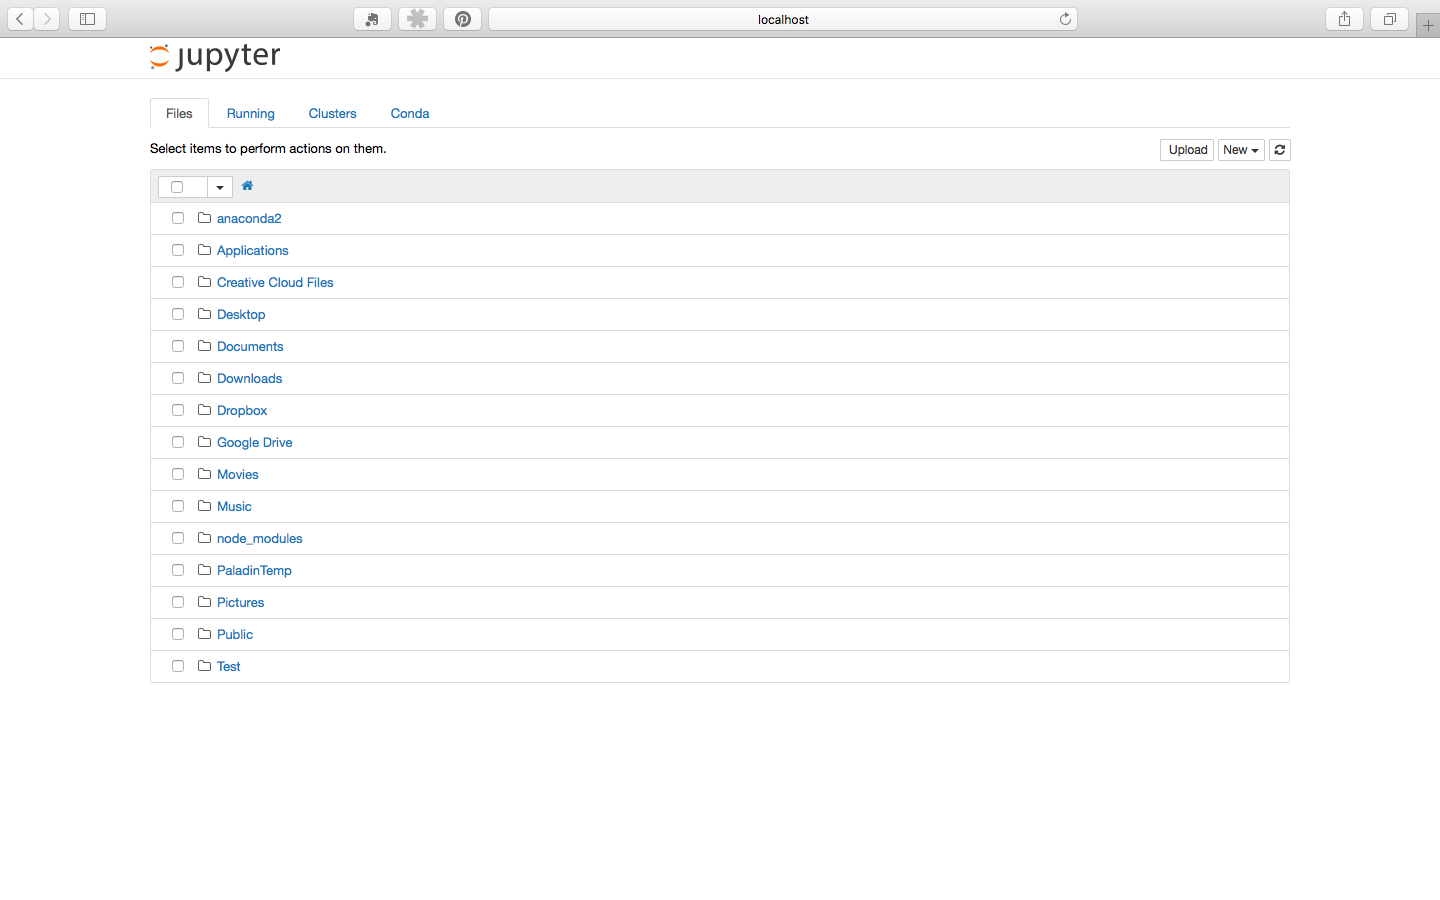 localhost
jupyter
Files Running Clusters Conda
Select items to perform actions on them.
Upload New
anaconda2
Applications
Creative Cloud Files
Desktop
Documents
Downloads
Dropbox
Google Drive
Movies
Music
node_modules
PaladinTemp
Pictures
Public
Test